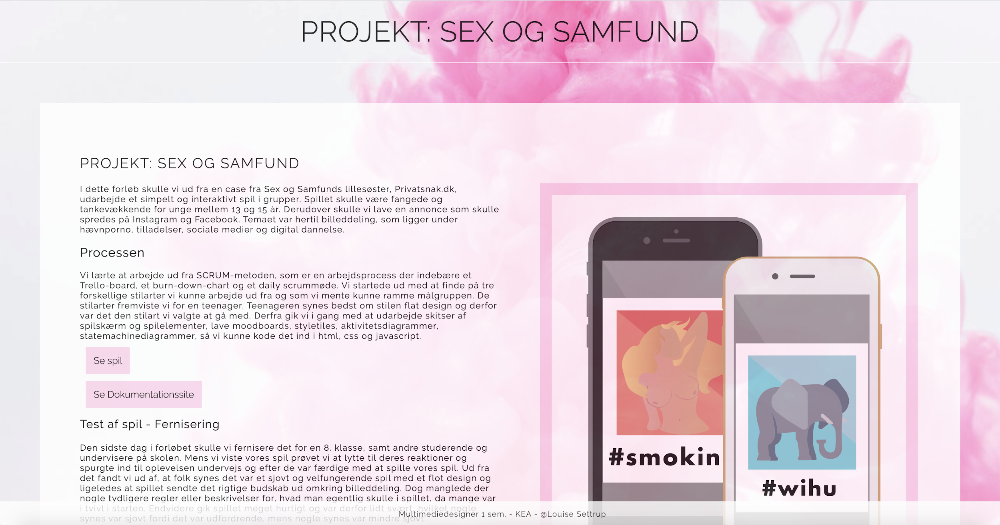 PROJEKT: SEX OG SAMFUND
PROJEKT: SEX OG SAMFUND
I dette forløb skulle vi ud fra en case fra Sex og Samfunds lillesøster, Privatsnak.dk,
udarbejde et simpelt og interaktivt spil i grupper. Spillet skulle være fangede og
tankevækkende for unge mellem 13 og 15 år. Derudover skulle vi lave en annonce som skulle
spredes på Instagram og Facebook. Temaet var hertil billeddeling, som ligger under
hævnporno, tilladelser, sociale medier og digital dannelse.
Processen
Vi lærte at arbejde ud fra SCRUM-metoden, som er en arbejdsprocess der indebære et
Trello-board, et burn-down-chart og et daily scrummøde. Vi startede ud med at finde på tre
forskellige stilarter vi kunne arbejde ud fra og som vi mente kunne ramme målgruppen. De
stilarter fremviste vi for en teenager. Teenageren synes bedst om stilen flat design og derfor
var det den stilart vi valgte at gå med. Derfra gik vi i gang med at udarbejde skitser af
spilskærm og spilelementer, lave moodboards, styletiles, aktivitetsdiagrammer,
statemachinediagrammer, så vi kunne kode det ind i html, css og javascript.
Se spil
Se Dokumentationssite
Test af spil - Fernisering
Den sidste dag i forløbet skulle vi fernisere det for en 8. klasse, samt andre studerende og
undervisere på skolen. Mens vi viste vores spil prøvet vi at lytte til deres reaktioner og
spurgte ind til oplevelsen undervejs og efter de var færdige med at spille vores spil. Ud fra
det fandt vi ud af, at folk synes det var et sjovt og velfungerende spil med et flot design og
ligeledes at spillet sendte det rigtige budskab ud omkring billeddeling. Dog manglede der
nogle tydligere regler eller beskrivelser for, hvad man egentlig skulle i spillet, da mange var
i tvivl i starten. Endvidere gik spillet meget hurtigt og var derfor lidt svært, hvilket nogle
synes var sjovt fordi det var udfordrende, mens nogle synes var mindre sjovt.
#smokin
#wihu
Multimediedesigner 1 sem. - KEA - @Louise Settrup